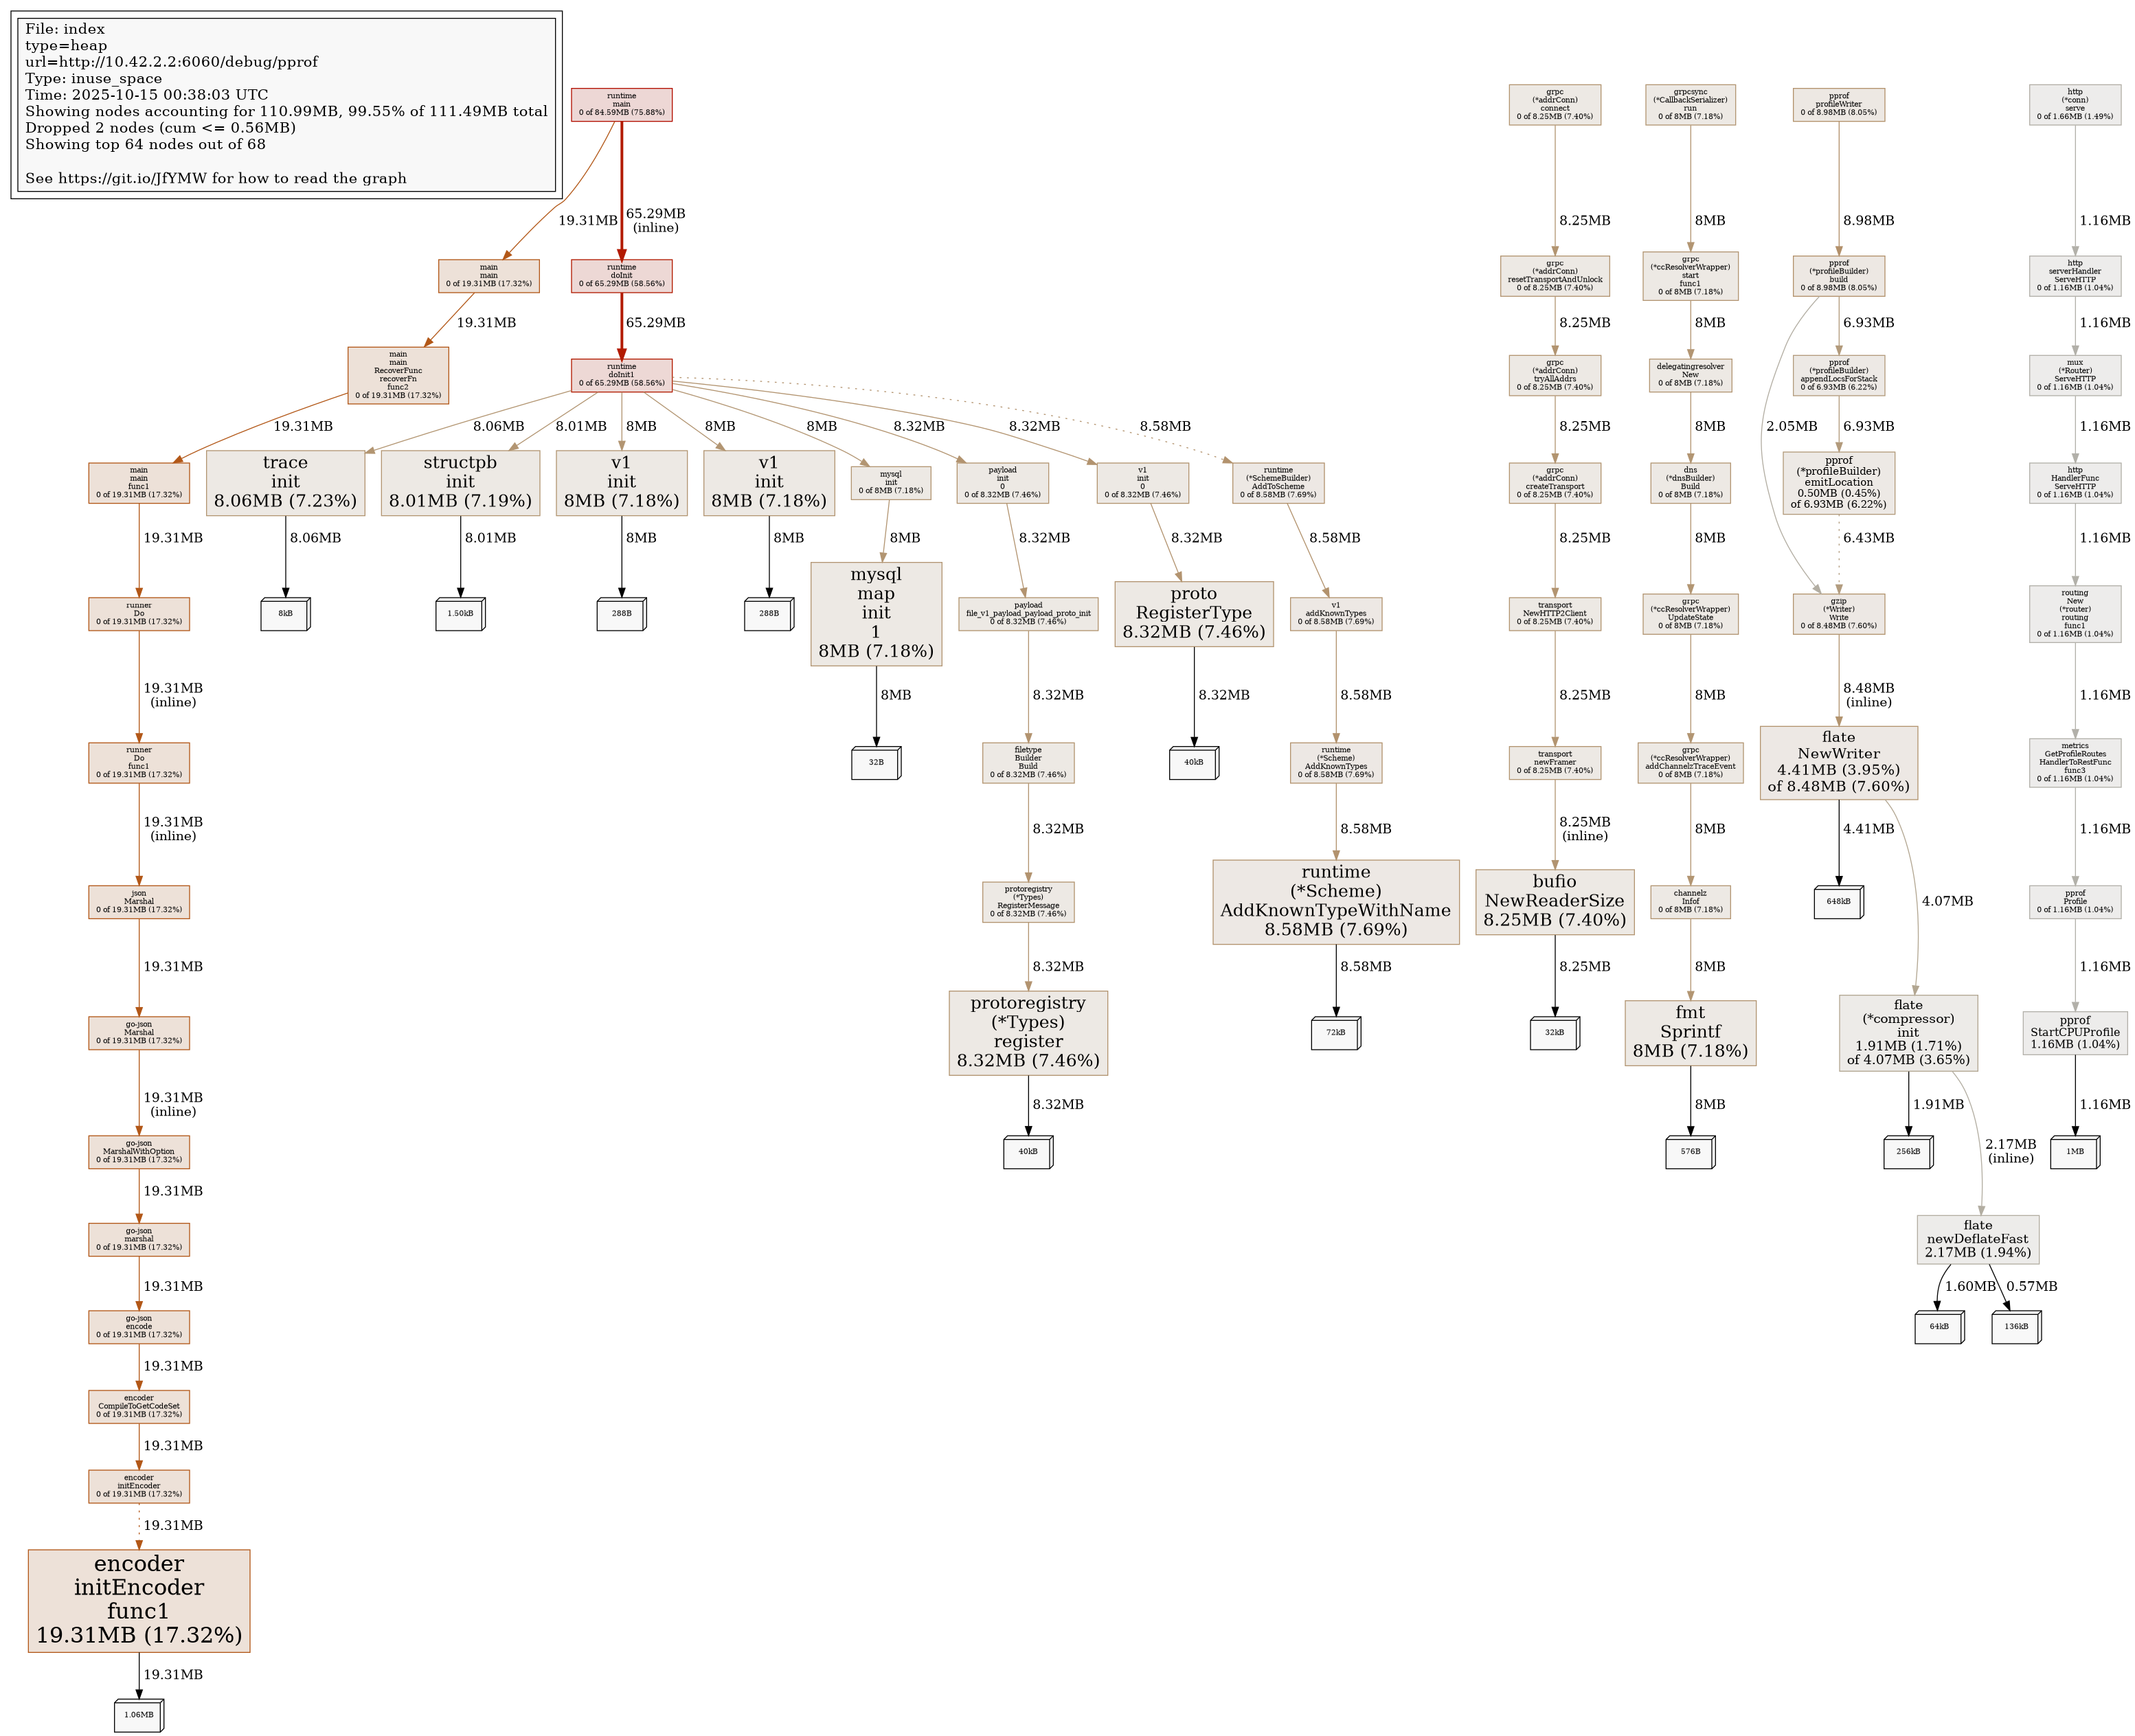 File: index
type=heap
url=http://10.42.2.2:6060/debug/pprof
Type: inuse_space
Time: 2025-10-15 00:38:03 UTC
Showing nodes accounting for 110.99MB, 99.55% of 111.49MB total
Dropped 2 nodes (cum <= 0.56MB)
Showing top 64 nodes out of 68
See https://git.io/JfYMW for how to read the graph
runtime
main
0 of 84.59MB (75.88%)
19.31MB
65.29MB
(inline)
main
main
0 of 19.31MB (17.32%)
runtime
doInit
0 of 65.29MB (58.56%)
19.31MB
65.29MB
main
main
RecoverFunc
recoverFn
func2
0 of 19.31MB (17.32%)
runtime
doInit1
0 of 65.29MB (58.56%)
19.31MB
8.06MB
8.01MB
8MB
8MB
8MB
8.32MB
8.32MB
8.58MB
main
main
func1
0 of 19.31MB (17.32%)
trace
init
8.06MB (7.23%)
structpb
init
8.01MB (7.19%)
v1
init
8MB (7.18%)
v1
init
8MB (7.18%)
mysql
init
0 of 8MB (7.18%)
payload
init
0
0 of 8.32MB (7.46%)
v1
init
0
0 of 8.32MB (7.46%)
runtime
(*SchemeBuilder)
AddToScheme
0 of 8.58MB (7.69%)
19.31MB
8.06MB
8.01MB
8MB
8MB
8MB
8.32MB
8.32MB
8.58MB
runner
Do
0 of 19.31MB (17.32%)
8kB
1.50kB
288B
288B
mysql
map
init
1
8MB (7.18%)
payload
file_v1_payload_payload_proto_init
0 of 8.32MB (7.46%)
proto
RegisterType
8.32MB (7.46%)
v1
addKnownTypes
0 of 8.58MB (7.69%)
19.31MB
(inline)
8MB
8.32MB
8.32MB
8.58MB
runner
Do
func1
0 of 19.31MB (17.32%)
32B
filetype
Builder
Build
0 of 8.32MB (7.46%)
40kB
runtime
(*Scheme)
AddKnownTypes
0 of 8.58MB (7.69%)
19.31MB
(inline)
8.32MB
8.58MB
json
Marshal
0 of 19.31MB (17.32%)
protoregistry
(*Types)
RegisterMessage
0 of 8.32MB (7.46%)
runtime
(*Scheme)
AddKnownTypeWithName
8.58MB (7.69%)
19.31MB
8.32MB
8.58MB
go-json
Marshal
0 of 19.31MB (17.32%)
protoregistry
(*Types)
register
8.32MB (7.46%)
72kB
19.31MB
(inline)
8.32MB
go-json
MarshalWithOption
0 of 19.31MB (17.32%)
40kB
19.31MB
go-json
marshal
0 of 19.31MB (17.32%)
19.31MB
go-json
encode
0 of 19.31MB (17.32%)
19.31MB
encoder
CompileToGetCodeSet
0 of 19.31MB (17.32%)
19.31MB
encoder
initEncoder
0 of 19.31MB (17.32%)
19.31MB
encoder
initEncoder
func1
19.31MB (17.32%)
19.31MB
1.06MB
grpc
(*addrConn)
connect
0 of 8.25MB (7.40%)
8.25MB
grpc
(*addrConn)
resetTransportAndUnlock
0 of 8.25MB (7.40%)
8.25MB
grpc
(*addrConn)
tryAllAddrs
0 of 8.25MB (7.40%)
8.25MB
grpc
(*addrConn)
createTransport
0 of 8.25MB (7.40%)
8.25MB
transport
NewHTTP2Client
0 of 8.25MB (7.40%)
8.25MB
transport
newFramer
0 of 8.25MB (7.40%)
8.25MB
(inline)
bufio
NewReaderSize
8.25MB (7.40%)
8.25MB
32kB
grpcsync
(*CallbackSerializer)
run
0 of 8MB (7.18%)
8MB
grpc
(*ccResolverWrapper)
start
func1
0 of 8MB (7.18%)
8MB
delegatingresolver
New
0 of 8MB (7.18%)
8MB
dns
(*dnsBuilder)
Build
0 of 8MB (7.18%)
8MB
grpc
(*ccResolverWrapper)
UpdateState
0 of 8MB (7.18%)
8MB
grpc
(*ccResolverWrapper)
addChannelzTraceEvent
0 of 8MB (7.18%)
8MB
channelz
Infof
0 of 8MB (7.18%)
8MB
fmt
Sprintf
8MB (7.18%)
8MB
576B
pprof
profileWriter
0 of 8.98MB (8.05%)
8.98MB
pprof
(*profileBuilder)
build
0 of 8.98MB (8.05%)
2.05MB
6.93MB
pprof
(*profileBuilder)
appendLocsForStack
0 of 6.93MB (6.22%)
6.93MB
pprof
(*profileBuilder)
emitLocation
0.50MB (0.45%)
of 6.93MB (6.22%)
6.43MB
gzip
(*Writer)
Write
0 of 8.48MB (7.60%)
8.48MB
(inline)
flate
NewWriter
4.41MB (3.95%)
of 8.48MB (7.60%)
4.41MB
4.07MB
648kB
flate
(*compressor)
init
1.91MB (1.71%)
of 4.07MB (3.65%)
1.91MB
2.17MB
(inline)
256kB
flate
newDeflateFast
2.17MB (1.94%)
1.60MB
0.57MB
64kB
136kB
http
(*conn)
serve
0 of 1.66MB (1.49%)
1.16MB
http
serverHandler
ServeHTTP
0 of 1.16MB (1.04%)
1.16MB
mux
(*Router)
ServeHTTP
0 of 1.16MB (1.04%)
1.16MB
http
HandlerFunc
ServeHTTP
0 of 1.16MB (1.04%)
1.16MB
routing
New
(*router)
routing
func1
0 of 1.16MB (1.04%)
1.16MB
metrics
GetProfileRoutes
HandlerToRestFunc
func3
0 of 1.16MB (1.04%)
1.16MB
pprof
Profile
0 of 1.16MB (1.04%)
1.16MB
pprof
StartCPUProfile
1.16MB (1.04%)
1.16MB
1MB